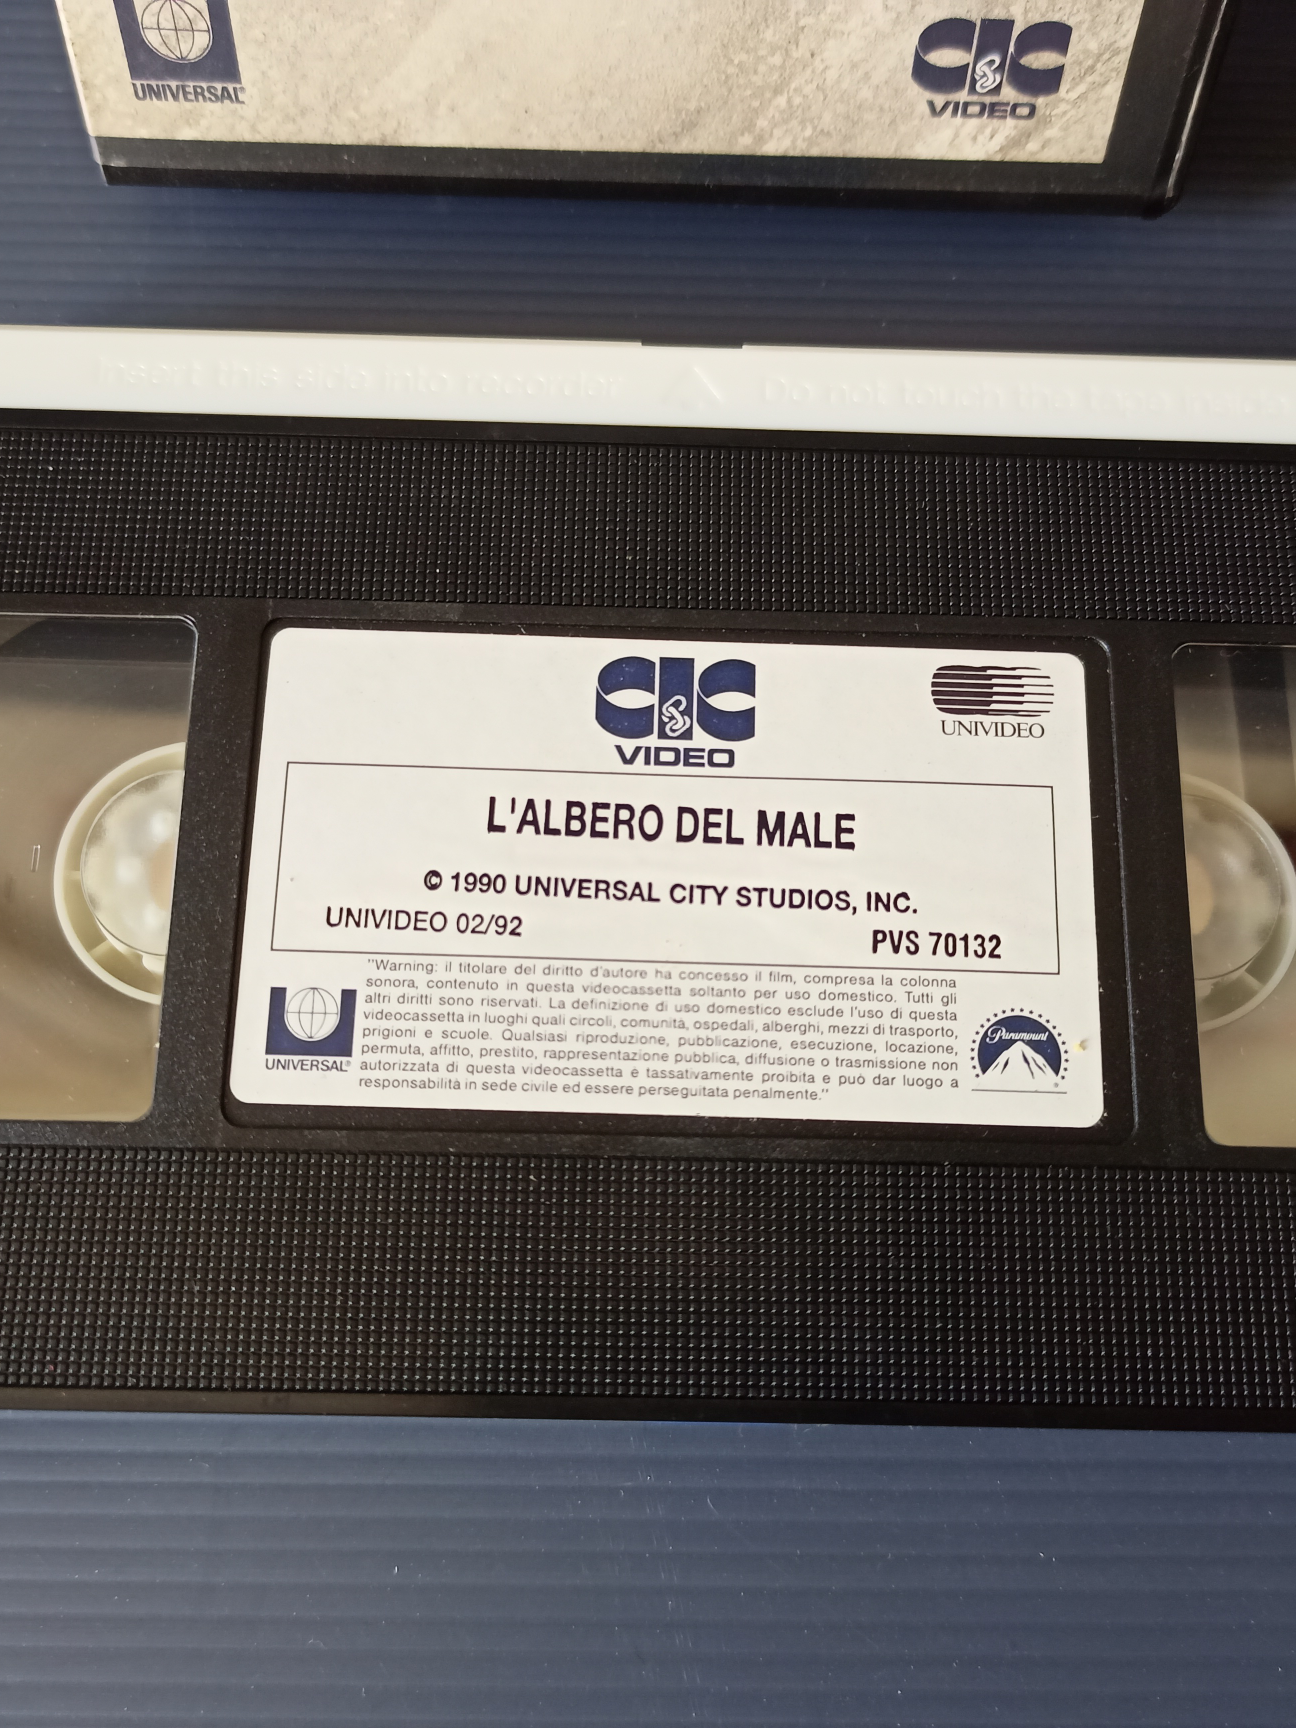 UNIVERSAL
CIC
VIDEO
Insert this side into recorder Do not touch the tape inside
CIC
VIDEO
UNIVIDEO
L'ALBERO DEL MALE
© 1990 UNIVERSAL CITY STUDIOS, INC.
UNIVIDEO 02/92
PVS 70132
"Warning: il titolare del diritto d'autore ha concesso il film, compresa la colonna
sonora, contenuto in questa videocassetta soltanto per uso domestico. Tutti gli
altri diritti sono riservati. La definizione di uso domestico esclude l'uso di questa
videocassetta in luoghi quali circoli, comunità, ospedali, alberghi, mezzi di trasporto,
prigioni e scuole. Qualsiasi riproduzione, pubblicazione, esecuzione, locazione,
permuta, affitto, prestito, rappresentazione pubblica, diffusione o trasmissione non
autorizzata di questa videocassetta è tassativamente proibita e può dar luogo a
responsabilità in sede civile ed essere perseguitata penalmente."
UNIVERSAL®
Paramount
®